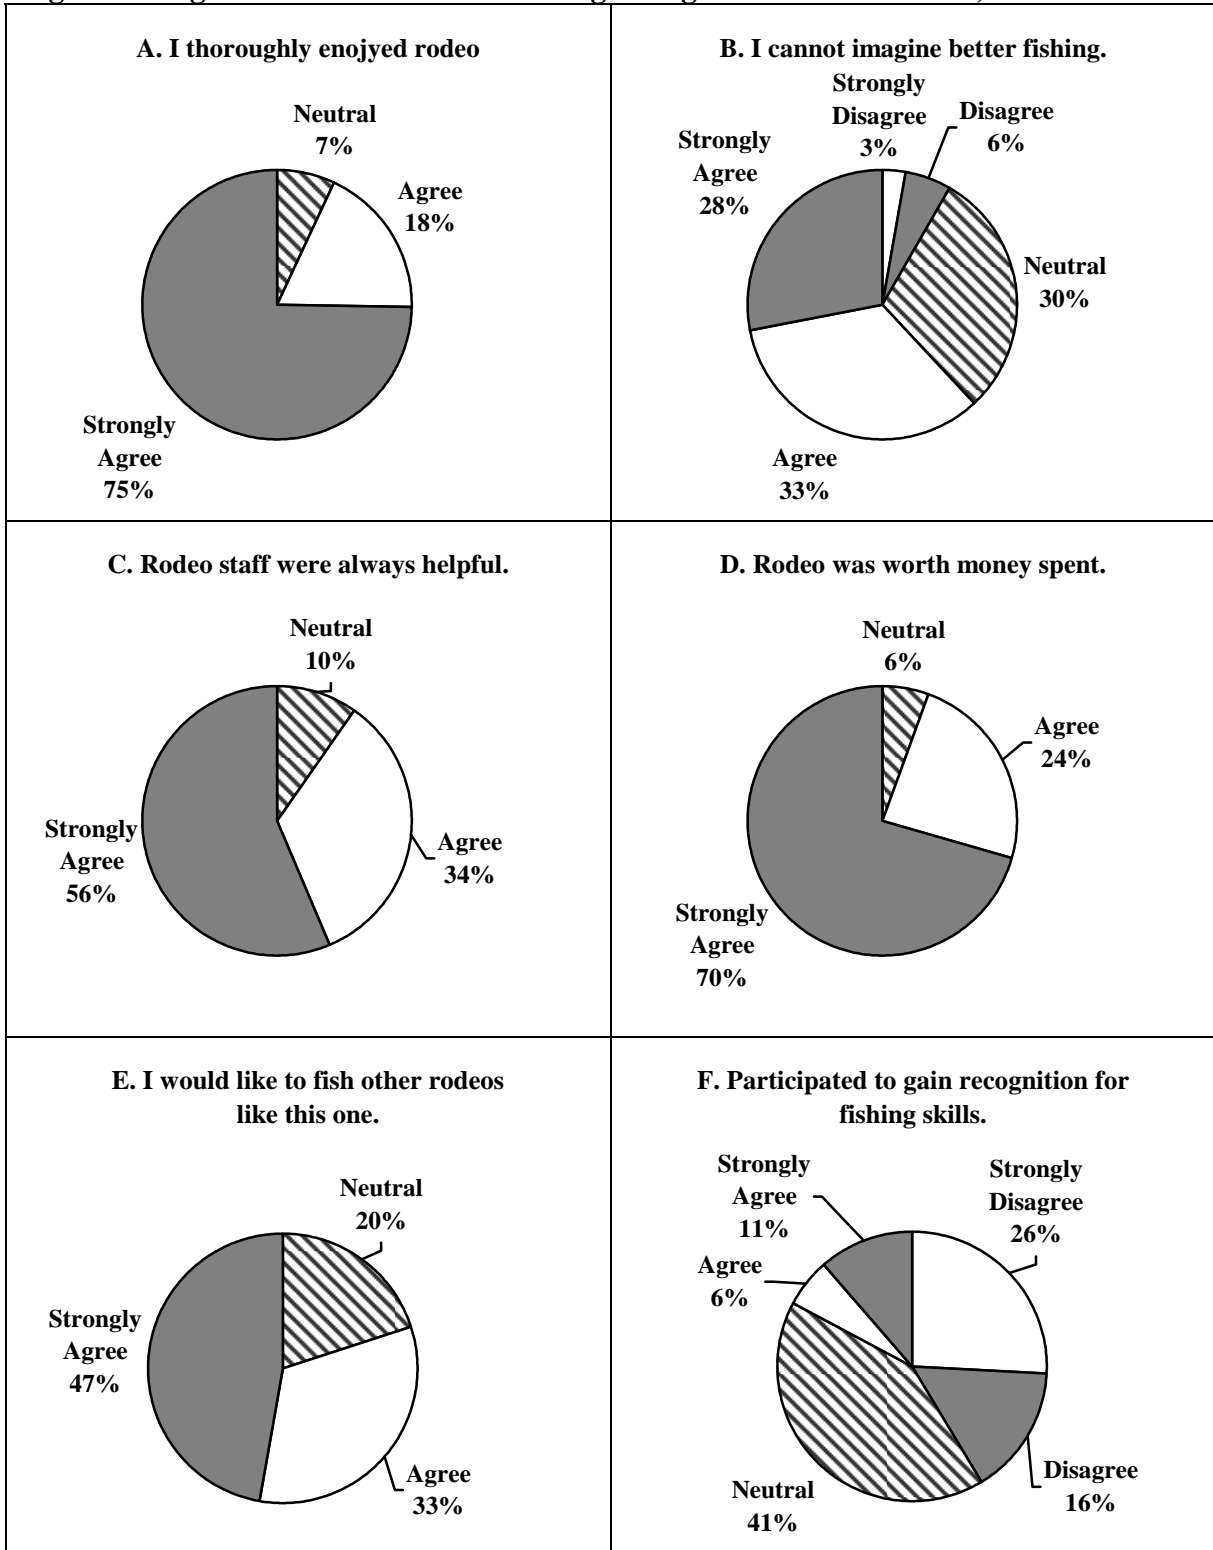 A. I thoroughly enojyed rodeo
Neutral
7%
Agree
18%
Strongly
Agree
75%
B. I cannot imagine better fishing.
Strongly
Disagree
3%
Disagree
6%
Strongly
Agree
28%
Neutral
30%
Agree
33%
C. Rodeo staff were always helpful.
Neutral
10%
Strongly
Agree
56%
Agree
34%
D. Rodeo was worth money spent.
Neutral
6%
Agree
24%
Strongly
Agree
70%
E. I would like to fish other rodeos
like this one.
Neutral
20%
Strongly
Agree
47%
Agree
33%
F. Participated to gain recognition for
fishing skills.
Strongly
Agree
11%
Strongly
Disagree
26%
Agree
6%
Disagree
16%
Neutral
41%